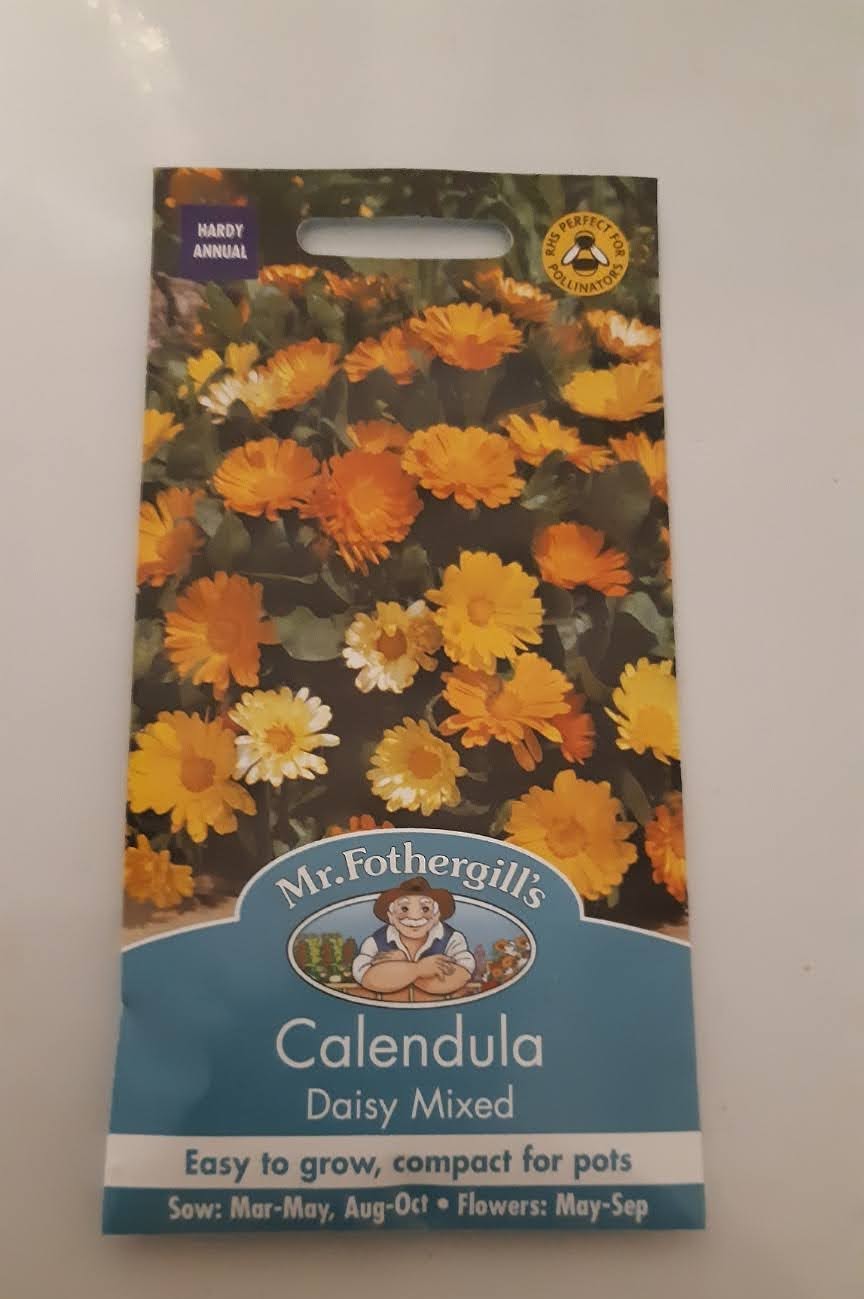 HARDY
ANNUAL
RHS PERFECT FOR
POLLINATORS
Mr. Fothergill's
Calendula
Daisy Mixed
Easy to grow, compact for pots
Sow: Mar-May, Aug-Oct • Flowers: May-Sep